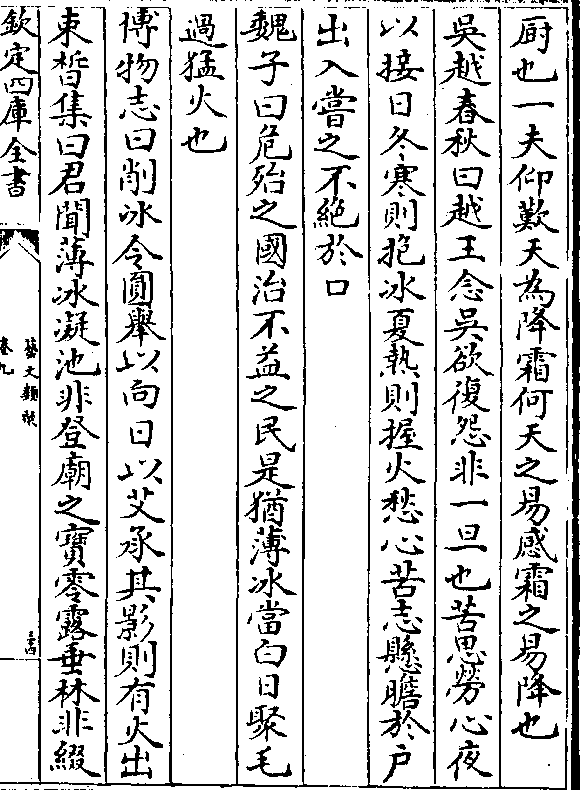 厨也一夫仰歎天為降霜何天之易感霜之易降也
吳越春秋曰越王念吳欲復怨非一旦也苦思勞心夜
以接日冬寒則抱冰夏熱則握火愁心苦志懸膽於户
出入嘗之不絶於口
魏子曰危殆之國治不益之民是猶薄冰當白日聚毛
過猛火也
博物志曰削冰令圓舉以向日以艾承其影則有火出
束晳集曰君聞薄冰凝池非登廟之寶零露垂林非綴
欽定四庫全書
藝文類聚
卷九